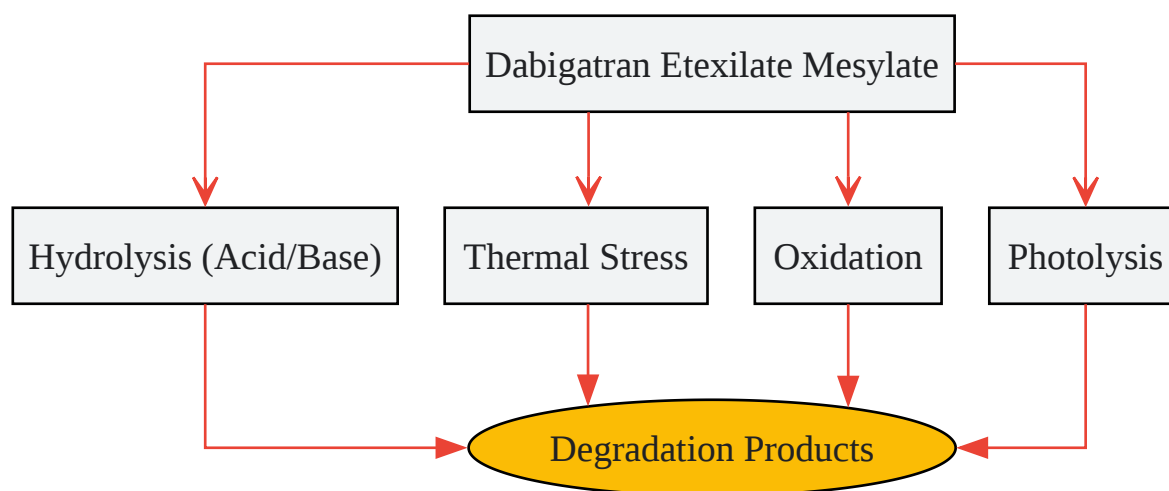 Dabigatran Etexilate Mesylate
Hydrolysis (Acid/Base)
Thermal Stress
Oxidation
Photolysis
Degradation Products